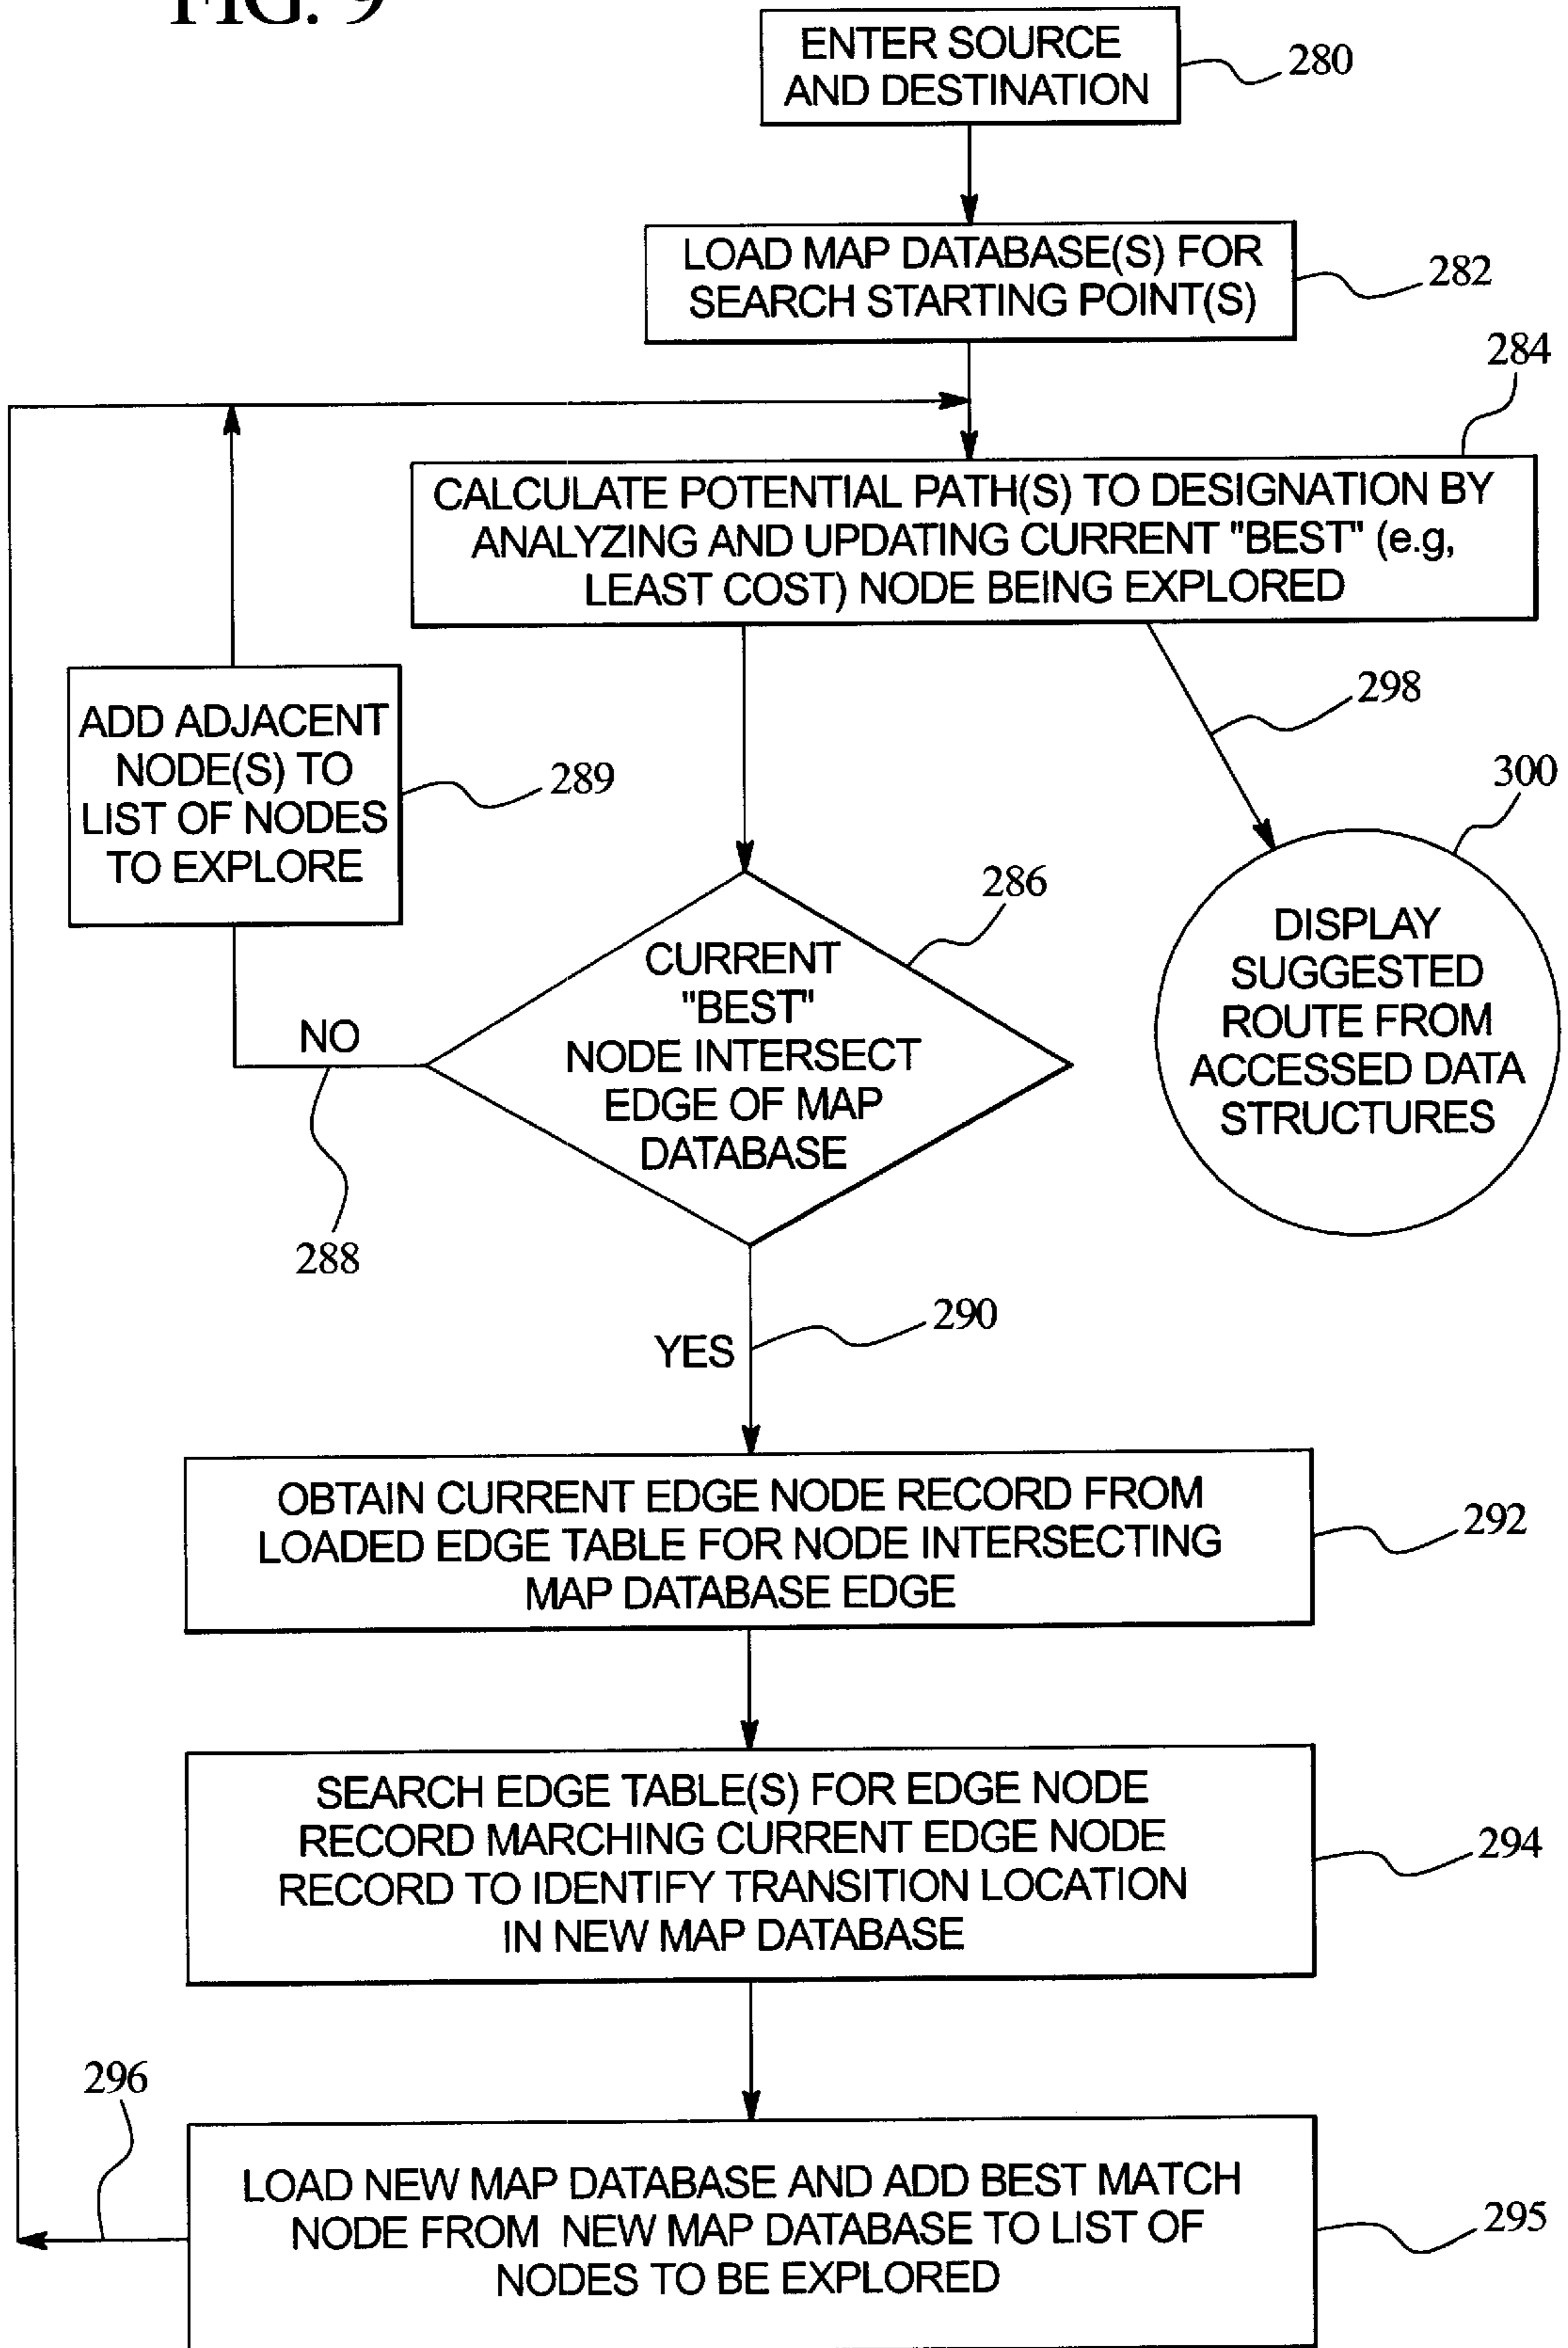 FIG. 9
ENTER SOURCE
AND DESTINATION
280
LOAD MAP DATABASE(S) FOR
SEARCH STARTING POINT(S)
282
284
CALCULATE POTENTIAL PATH(S) TO DESIGNATION BY
ANALYZING AND UPDATING CURRENT "BEST" (e.g,
LEAST COST) NODE BEING EXPLORED
ADD ADJACENT
NODE(S) TO
LIST OF NODES
TO EXPLORE
289
298
300
286
CURRENT
"BEST"
NODE INTERSECT
EDGE OF MAP
DATABASE
DISPLAY
SUGGESTED
ROUTE FROM
ACCESSED DATA
STRUCTURES
NO
288
YES
290
OBTAIN CURRENT EDGE NODE RECORD FROM
LOADED EDGE TABLE FOR NODE INTERSECTING
MAP DATABASE EDGE
292
SEARCH EDGE TABLE(S) FOR EDGE NODE
RECORD MARCHING CURRENT EDGE NODE
RECORD TO IDENTIFY TRANSITION LOCATION
IN NEW MAP DATABASE
294
296
LOAD NEW MAP DATABASE AND ADD BEST MATCH
NODE FROM NEW MAP DATABASE TO LIST OF
NODES TO BE EXPLORED
295